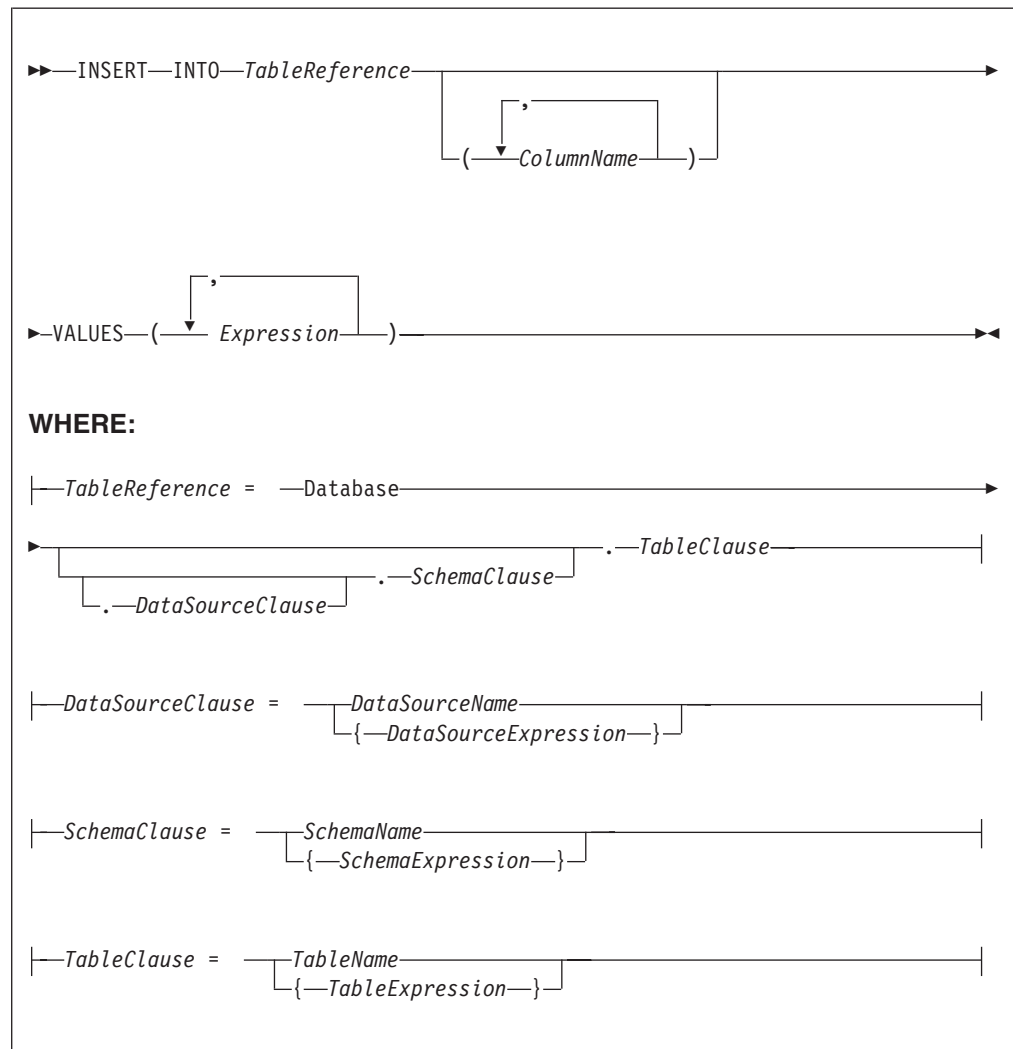 INSERT INTO TableReference
,
( ColumnName )
,
VALUES ( Expression )
WHERE:
TableReference = Database
. TableClause
. SchemaClause
. DataSourceClause
DataSourceClause = DataSourceName
{ DataSourceExpression }
SchemaClause = SchemaName
{ SchemaExpression }
TableClause = TableName
{ TableExpression }